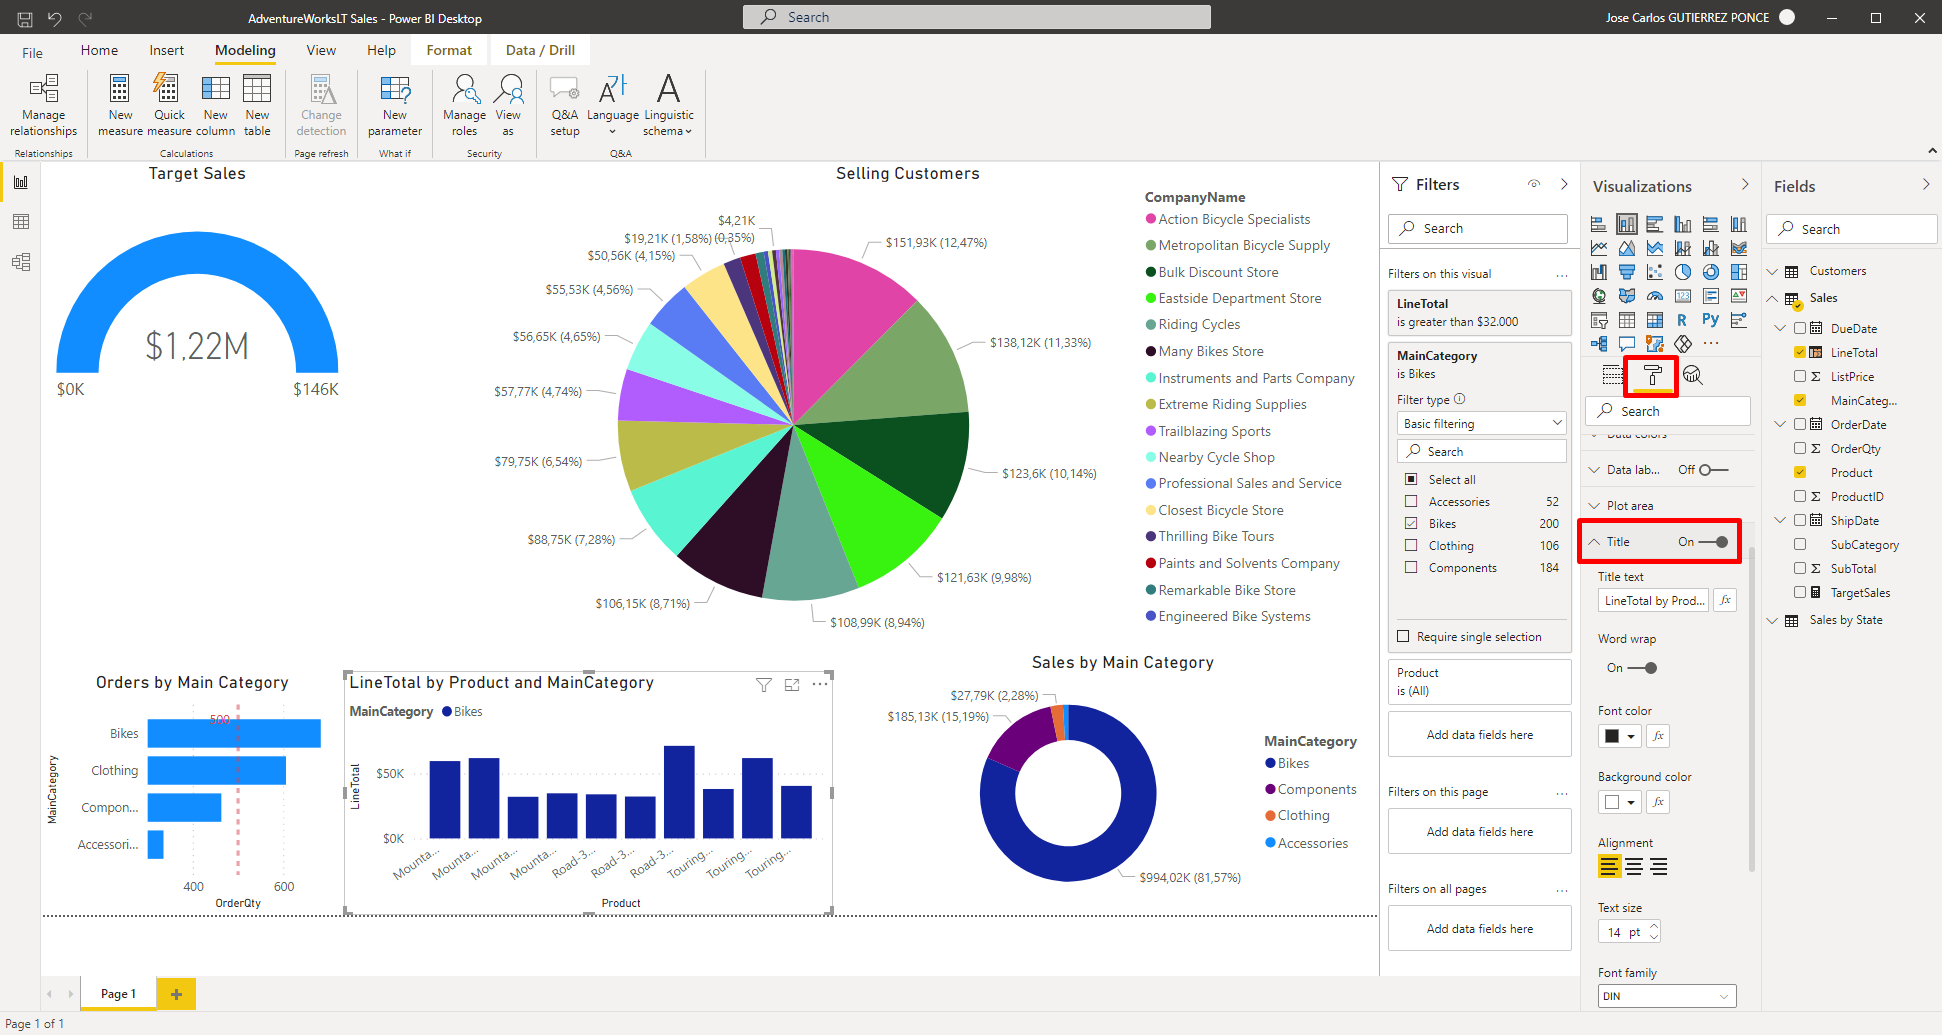 AdventureWorksLT Sales - Power BI Desktop
Search
Jose Carlos GUTIERREZ PONCE
File
Home
Insert
Modeling
View
Help
Format
Data / Drill
Manage
relationships
New
measure
Quick
measure
New
column
New
table
Change
detection
New
parameter
Manage
roles
View
as
Q&A
setup
Language
Linguistic
schema
Relationships
Calculations
Page refresh
What if
Security
Q&A
Target Sales
$1,22M
$0K
$146K
Selling Customers
$4,21K
(0,35%)
$19,21K (1,58%)
$50,56K (4,15%)
$55,53K (4,56%)
$56,65K (4,65%)
$57,77K (4,74%)
$79,75K (6,54%)
$88,75K (7,28%)
$106,15K (8,71%)
$108,99K (8,94%)
$121,63K (9,98%)
$123,6K (10,14%)
$138,12K (11,33%)
$151,93K (12,47%)
CompanyName
Action Bicycle Specialists
Metropolitan Bicycle Supply
Bulk Discount Store
Eastside Department Store
Riding Cycles
Many Bikes Store
Instruments and Parts Company
Extreme Riding Supplies
Trailblazing Sports
Nearby Cycle Shop
Professional Sales and Service
Closest Bicycle Store
Thrilling Bike Tours
Paints and Solvents Company
Remarkable Bike Store
Engineered Bike Systems
Orders by Main Category
MainCategory
Bikes
Clothing
Compon...
Accessori...
500
400
600
OrderQty
LineTotal by Product and MainCategory
MainCategory
Bikes
LineTotal
$50K
$0K
Mounta...
Mounta...
Mounta...
Mounta...
Road-3...
Road-3...
Road-3...
Touring...
Touring...
Touring...
Product
Sales by Main Category
$27,79K (2,28%)
$185,13K (15,19%)
$994,02K (81,57%)
MainCategory
Bikes
Components
Clothing
Accessories
Page 1
+
Page 1 of 1
Filters
Search
Filters on this visual
...
LineTotal
is greater than $32.000
MainCategory
is Bikes
Filter type
Basic filtering
Search
Select all
Accessories 52
Bikes 200
Clothing 106
Components 184
Require single selection
Product
is (All)
Add data fields here
Filters on this page
...
Add data fields here
Filters on all pages
...
Add data fields here
Visualizations
123
R
Py
...
Search
Data colors
Data lab... Off
Plot area
Title On
Title text
LineTotal by Prod...
fx
Word wrap
On
Font color
fx
Background color
fx
Alignment
Text size
14 pt
Font family
DIN
Fields
Search
Customers
Sales
DueDate
LineTotal
Σ ListPrice
MainCateg...
OrderDate
Σ OrderQty
Product
Σ ProductID
ShipDate
SubCategory
Σ SubTotal
TargetSales
Sales by State